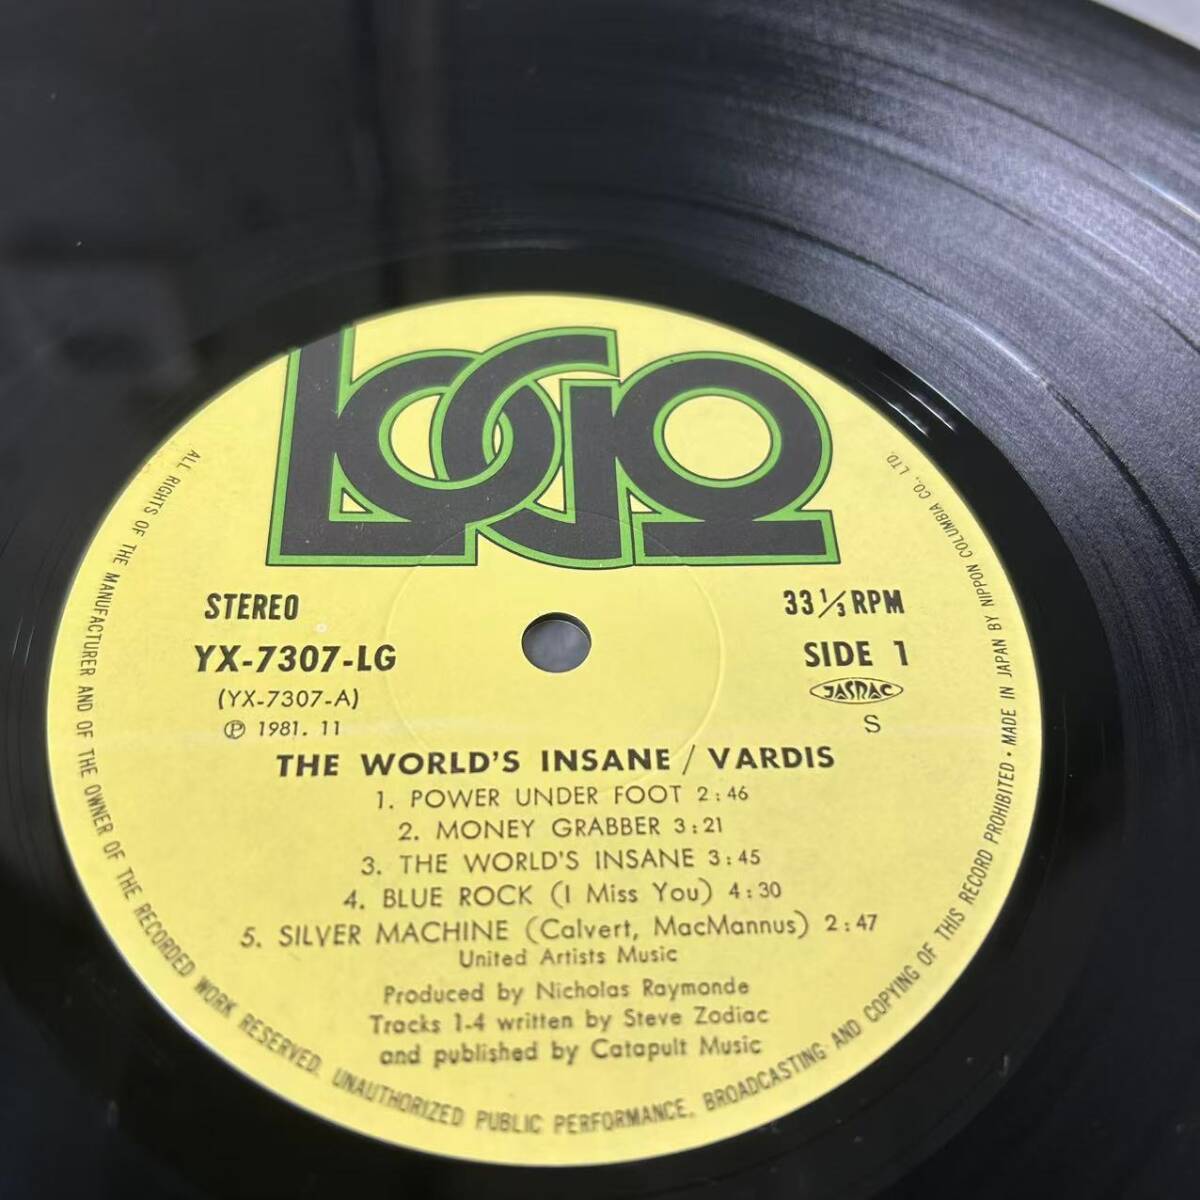 LOGO
STEREO
33 1/3 RPM
YX-7307-LG
SIDE 1
(YX-7307-A)
JASRAC
℗ 1981. 11
S
THE WORLD'S INSANE / VARDIS
1. POWER UNDER FOOT 2:46
2. MONEY GRABBER 3:21
3. THE WORLD'S INSANE 3:45
4. BLUE ROCK (I Miss You) 4:30
5. SILVER MACHINE (Calvert, MacMannus) 2:47
United Artists Music
Produced by Nicholas Raymonde
Tracks 1-4 written by Steve Zodiac
and published by Catapult Music
ALL RIGHTS OF THE MANUFACTURER AND OF THE OWNER OF THE RECORDED WORK RESERVED. UNAUTHORIZED PUBLIC PERFORMANCE, BROADCASTING AND COPYING OF THIS RECORD PROHIBITED • MADE IN JAPAN BY NIPPON COLUMBIA CO., LTD.